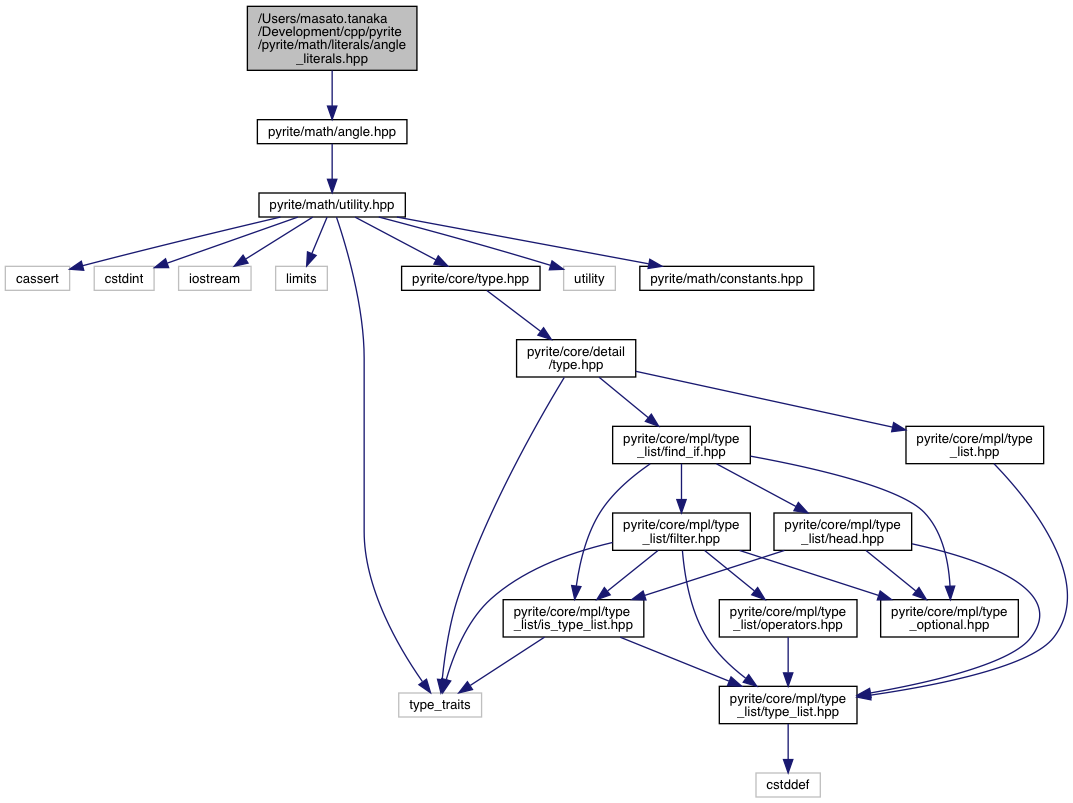 /Users/masato.tanaka
/Development/cpp/pyrite
/pyrite/math/literals/angle
_literals.hpp
pyrite/math/angle.hpp
pyrite/math/utility.hpp
cassert
cstdint
iostream
limits
pyrite/core/type.hpp
utility
pyrite/math/constants.hpp
pyrite/core/detail
/type.hpp
pyrite/core/mpl/type
_list/find_if.hpp
pyrite/core/mpl/type
_list.hpp
pyrite/core/mpl/type
_list/filter.hpp
pyrite/core/mpl/type
_list/head.hpp
pyrite/core/mpl/type
_list/is_type_list.hpp
pyrite/core/mpl/type
_list/operators.hpp
pyrite/core/mpl/type
_optional.hpp
type_traits
pyrite/core/mpl/type
_list/type_list.hpp
cstddef